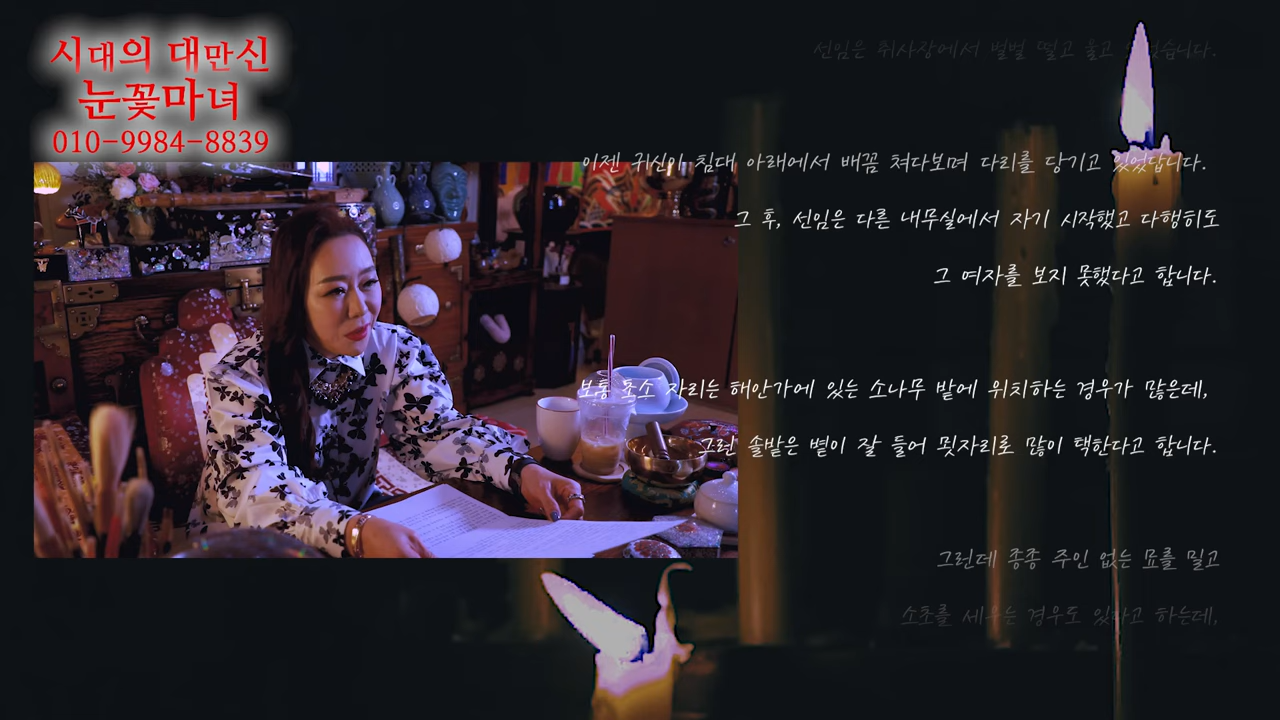 시대의 대만신
눈꽃마녀
010-9984-8839
선임은 취사장에서 벌벌 떨고 울고 있었습니다.
이젠 귀신이 침대 아래에서 배꼼 쳐다보며 다리를 당기고 있었답니다.
그 후, 선임은 다른 내무실에서 자기 시작했고 다행히도
그 여자를 보지 못했다고 합니다.
보통 초소 자리는 해안가에 있는 소나무 밭에 위치하는 경우가 많은데,
그런 솔밭은 볕이 잘 들어 묏자리로 많이 택한다고 합니다.
그런데 종종 주인 없는 묘를 밀고
소초를 세우는 경우도 있다고 하는데,